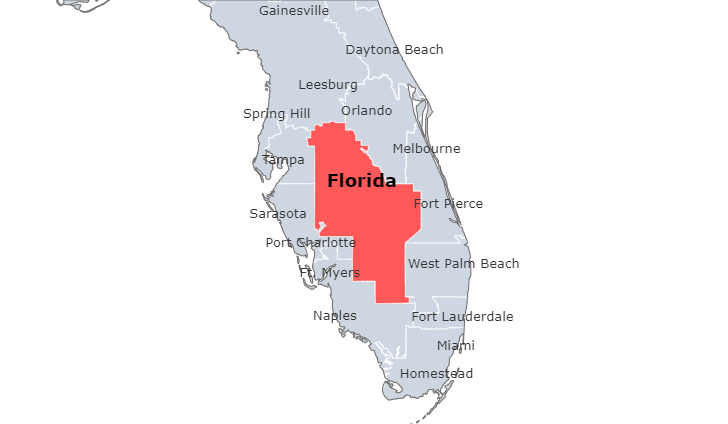 Gainesville
Daytona Beach
Leesburg
Orlando
Spring Hill
Melbourne
Tampa
Florida
Fort Pierce
Sarasota
Port Charlotte
West Palm Beach
Ft. Myers
Naples
Fort Lauderdale
Miami
Homestead